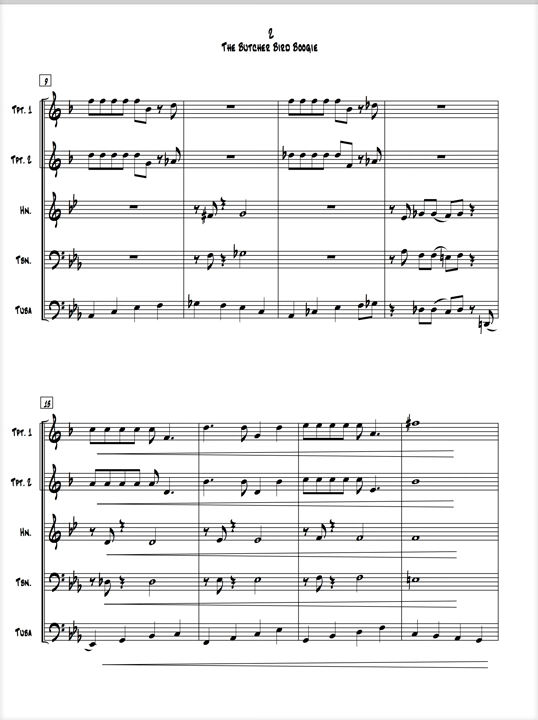 2
The Butcher Bird Boogie
9
Tpt. 1
Tpt. 2
Hn.
Tbn.
Tuba
13
Tpt. 1
Tpt. 2
Hn.
Tbn.
Tuba